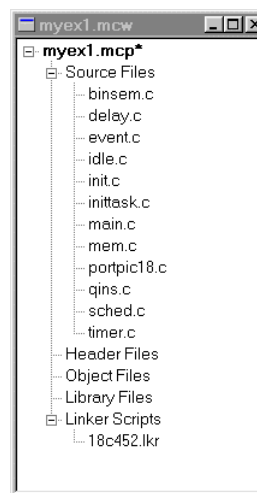 myex1.mcw
myex1.mcp*
Source Files
binsem.c
delay.c
event.c
idle.c
init.c
inittask.c
main.c
mem.c
portpic18.c
qins.c
sched.c
timer.c
Header Files
Object Files
Library Files
Linker Scripts
18c452.lkr